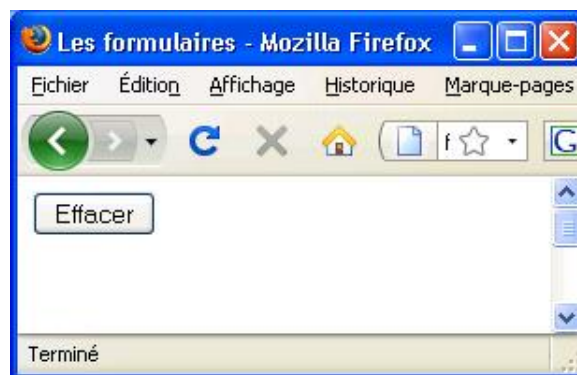 Les formulaires - Mozilla Firefox
Fichier Édition Affichage Historique Marque-pages
f G
Effacer
Terminé